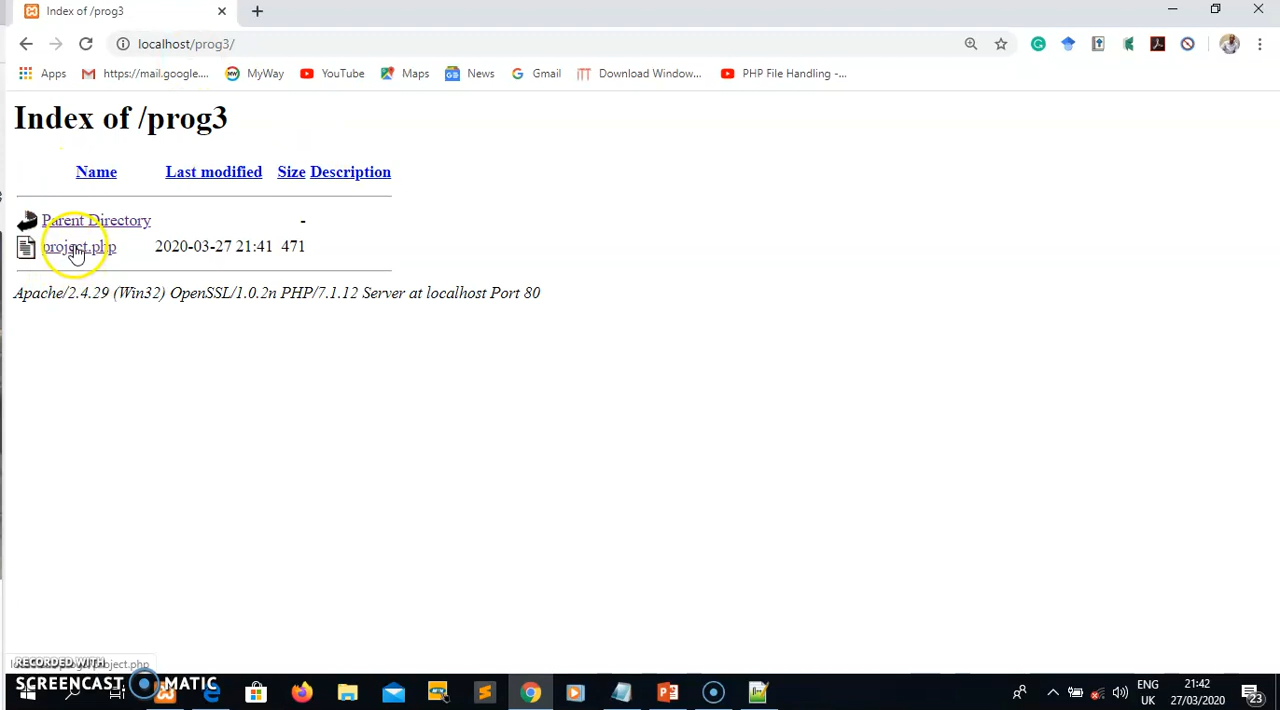 Index of /prog3
localhost/prog3/
Apps https://mail.google.... MyWay YouTube Maps News Gmail Download Window... PHP File Handling -...
Index of /prog3
Name Last modified Size Description
Parent Directory -
project.php 2020-03-27 21:41 471
Apache/2.4.29 (Win32) OpenSSL/1.0.2n PHP/7.1.12 Server at localhost Port 80
RECORDED WITH
SCREENCAST MATIC
ENG
UK
21:42
27/03/2020
23